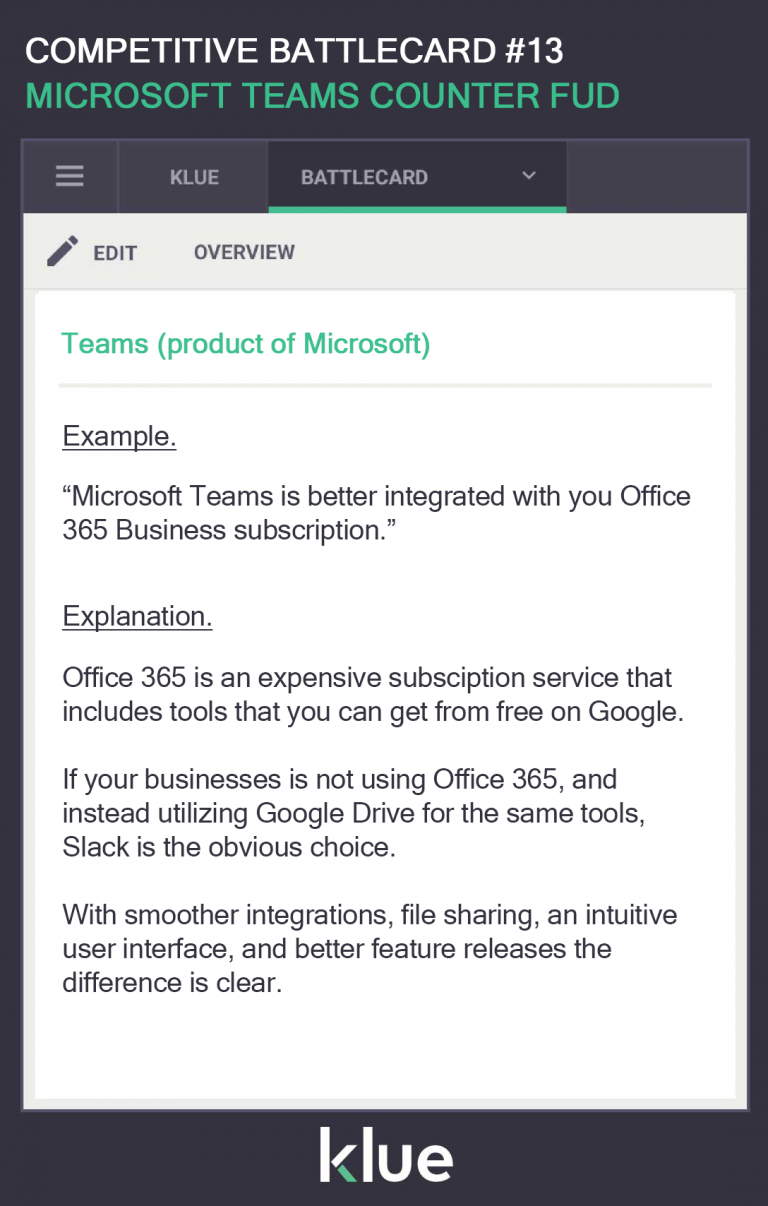 COMPETITIVE BATTLECARD #13
MICROSOFT TEAMS COUNTER FUD
KLUE
BATTLECARD
EDIT
OVERVIEW
Teams (product of Microsoft)
Example.
“Microsoft Teams is better integrated with you Office
365 Business subscription.”
Explanation.
Office 365 is an expensive subsciption service that
includes tools that you can get from free on Google.
If your businesses is not using Office 365, and
instead utilizing Google Drive for the same tools,
Slack is the obvious choice.
With smoother integrations, file sharing, an intuitive
user interface, and better feature releases the
difference is clear.
klue